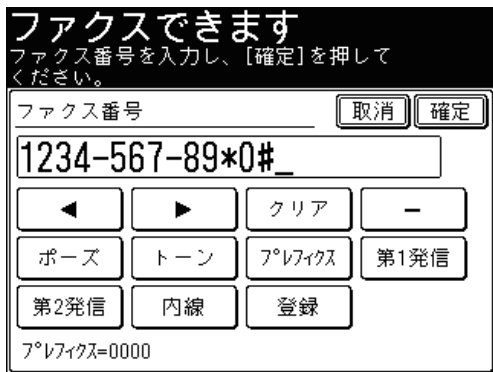 ファクスできます
ファクス番号を入力し、[確定]を押して
ください。
ファクス番号 取消 確定
1234-567-89*0#_
◀ ▶ クリア −
ポーズ トーン プレフィクス 第1発信
第2発信 内線 登録
プレフィクス=0000